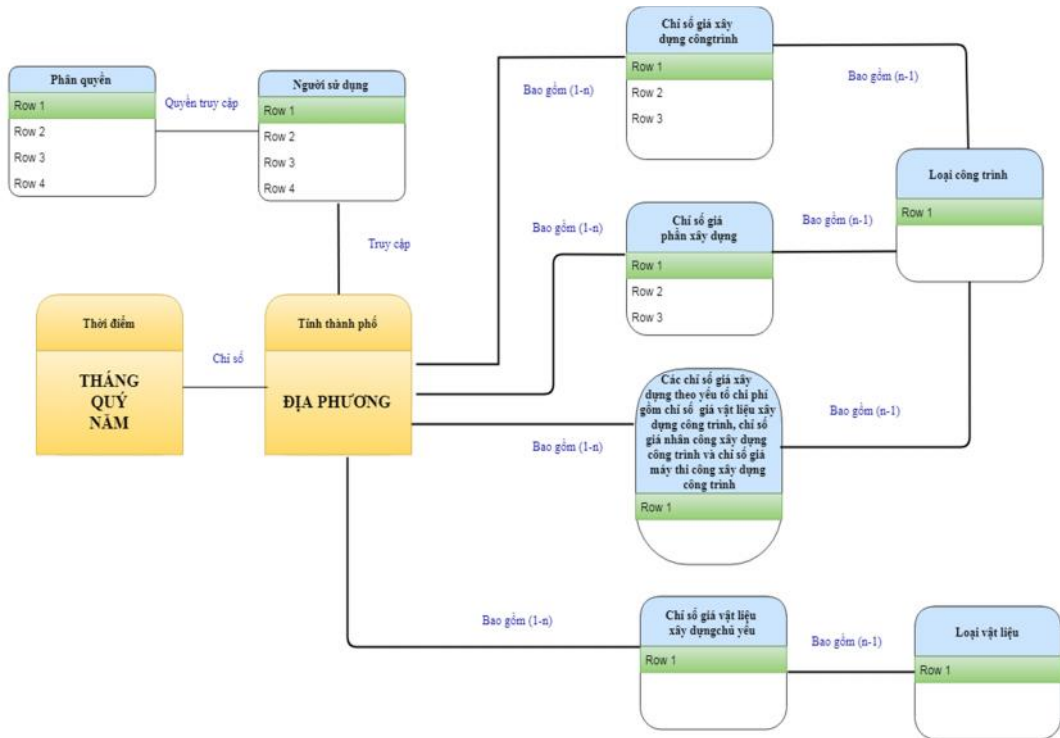 Phân quyền
Row 1
Row 2
Row 3
Row 4
Quyền truy cập
Người sử dụng
Row 1
Row 2
Row 3
Row 4
Truy cập
Thời điểm
THÁNG
QUÝ
NĂM
Chỉ số
Tỉnh thành phố
ĐỊA PHƯƠNG
Bao gồm (1-n)
Chỉ số giá xây
dựng côngtrình
Row 1
Row 2
Row 3
Bao gồm (n-1)
Loại công trình
Row 1
Bao gồm (1-n)
Chỉ số giá
phần xây dựng
Row 1
Row 2
Row 3
Bao gồm (n-1)
Bao gồm (1-n)
Các chỉ số giá xây
dựng theo yếu tố chi phí
gồm chỉ số giá vật liệu xây
dựng công trình, chỉ số
giá nhân công xây dựng
công trình và chỉ số giá
máy thi công xây dựng
công trình
Row 1
Bao gồm (n-1)
Bao gồm (1-n)
Chỉ số giá vật liệu
xây dựngchủ yếu
Row 1
Bao gồm (n-1)
Loại vật liệu
Row 1